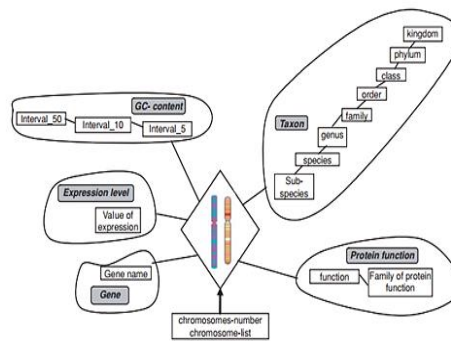 kingdom
phylum
class
order
family
genus
species
Sub-
species
Taxon
GC- content
Interval_50
Interval_10
Interval_5
Expression level
Value of
expression
Gene name
Gene
Protein function
function
Family of protein
function
chromosomes-number
chromosome-list